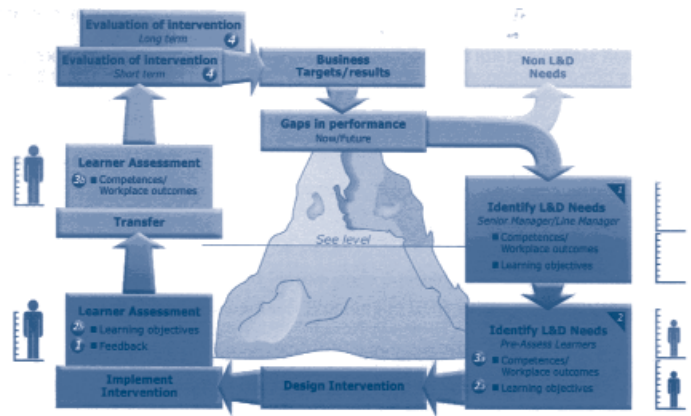 Evaluation of intervention
Long term
4
Evaluation of intervention
Short term
4
Business
Targets/results
Non L&D
Needs
Gaps in performance
Now/Future
Learner Assessment
3b ■ Competences/
Workplace outcomes
Transfer
See level
1
Identify L&D Needs
Senior Manager/Line Manager
■ Competences/
Workplace outcomes
■ Learning objectives
Learner Assessment
2b ■ Learning objectives
1 ■ Feedback
Implement
Intervention
Design Intervention
2
Identify L&D Needs
Pre-Assess Learners
3a ■ Competences/
Workplace outcomes
2a ■ Learning objectives